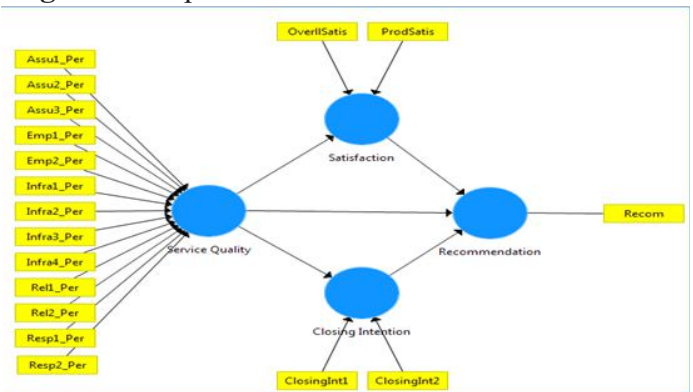 OverllSatis ProdSatis
Assu1_Per
Assu2_Per
Assu3_Per
Emp1_Per
Emp2_Per
Infra1_Per
Infra2_Per
Infra3_Per
Infra4_Per
Rel1_Per
Rel2_Per
Resp1_Per
Resp2_Per
Satisfaction
Service Quality
Recommendation
Recom
Closing Intention
ClosingInt1 ClosingInt2